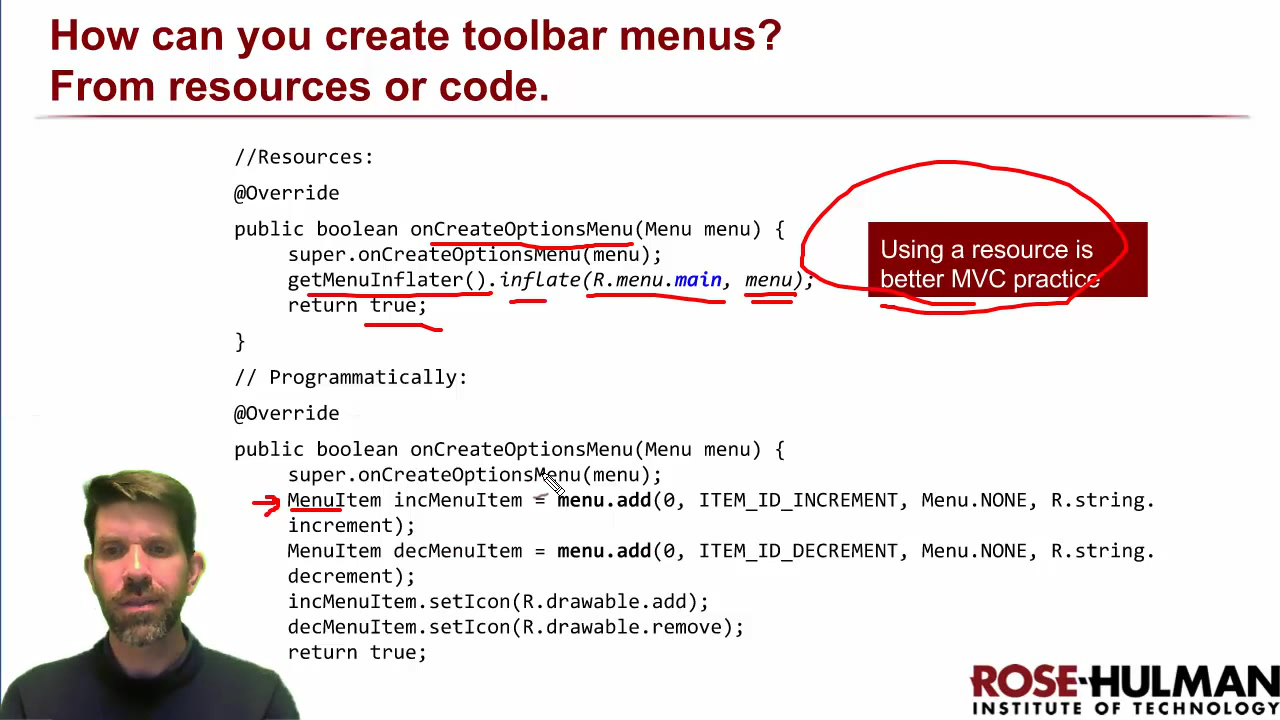 How can you create toolbar menus?
From resources or code.
//Resources:
@Override
public boolean onCreateOptionsMenu(Menu menu) {
super.onCreateOptionsMenu(menu);
getMenuInflater().inflate(R.menu.main, menu);
return true;
}
Using a resource is
better MVC practice
// Programmatically:
@Override
public boolean onCreateOptionsMenu(Menu menu) {
super.onCreateOptionsMenu(menu);
MenuItem incMenuItem = menu.add(0, ITEM_ID_INCREMENT, Menu.NONE, R.string.
increment);
MenuItem decMenuItem = menu.add(0, ITEM_ID_DECREMENT, Menu.NONE, R.string.
decrement);
incMenuItem.setIcon(R.drawable.add);
decMenuItem.setIcon(R.drawable.remove);
return true;
ROSE-HULMAN
INSTITUTE OF TECHNOLOGY